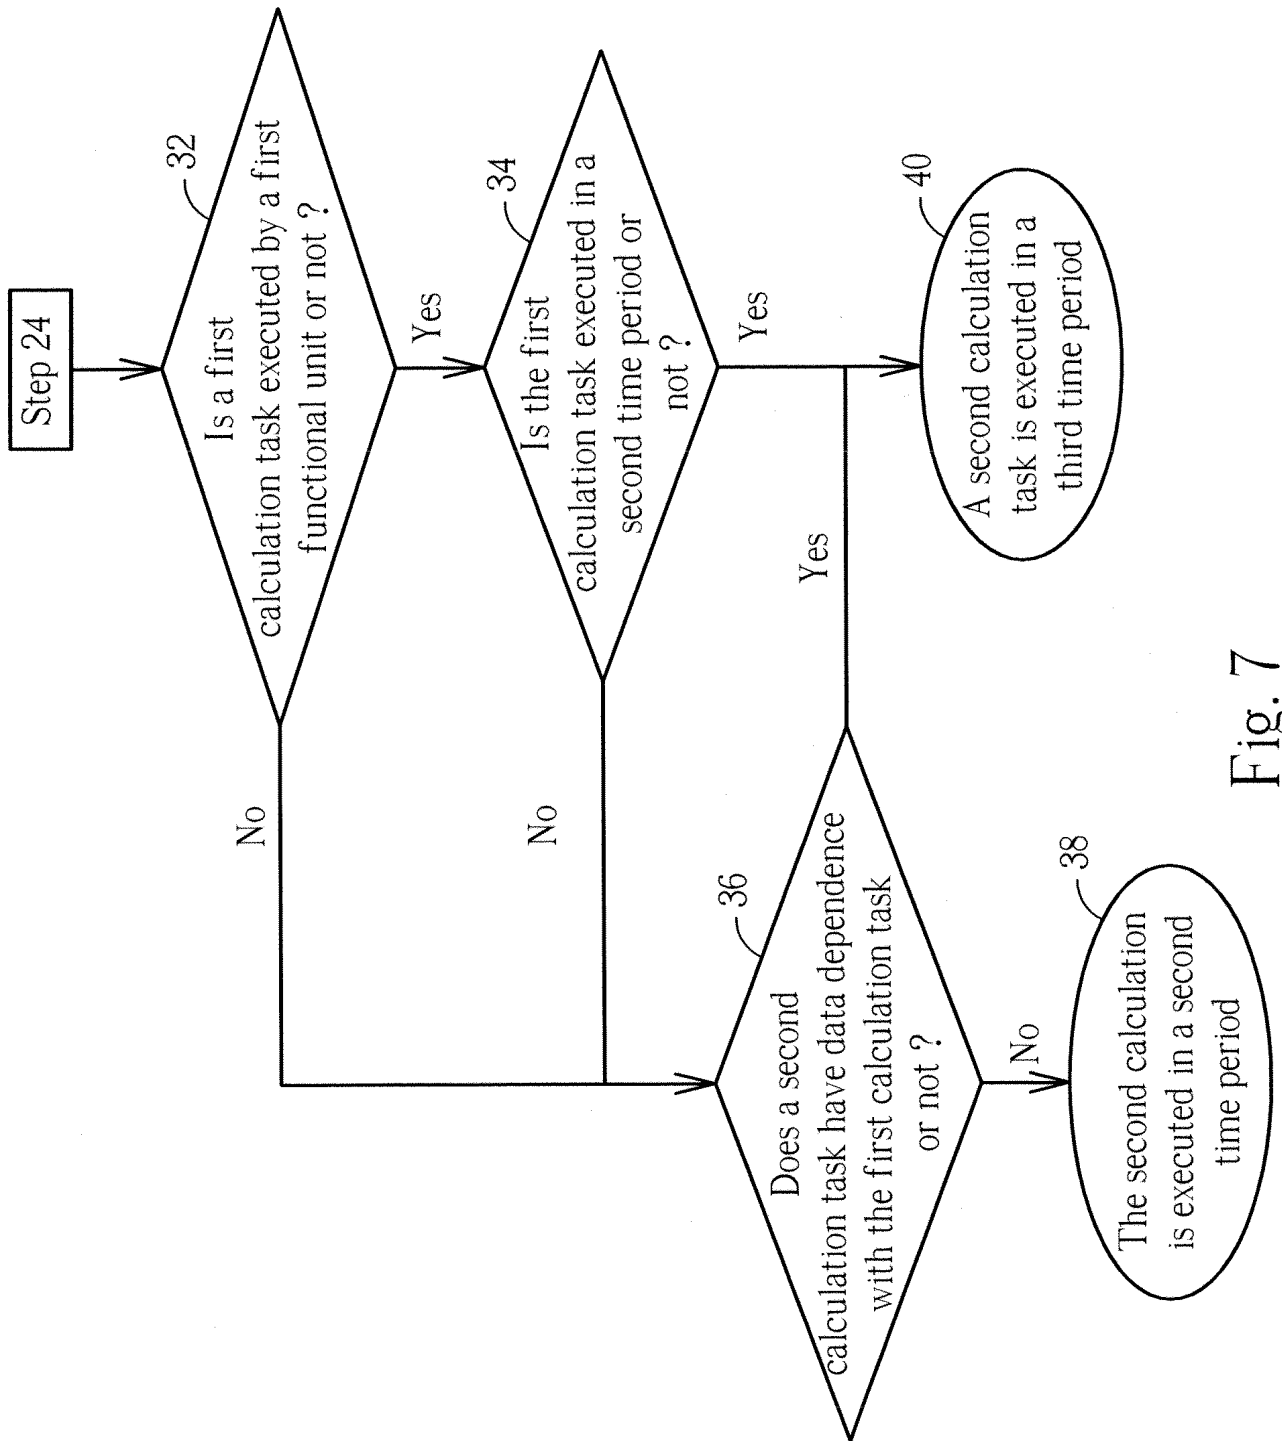 Step 24
32
Is a first
calculation task executed by a first
functional unit or not ?
No
Yes
34
Is the first
calculation task executed in a
second time period or
not ?
No
Yes
36
Does a second
calculation task have data dependence
with the first calculation task
or not ?
Yes
No
40
A second calculation
task is executed in a
third time period
38
The second calculation
is executed in a second
time period
Fig. 7